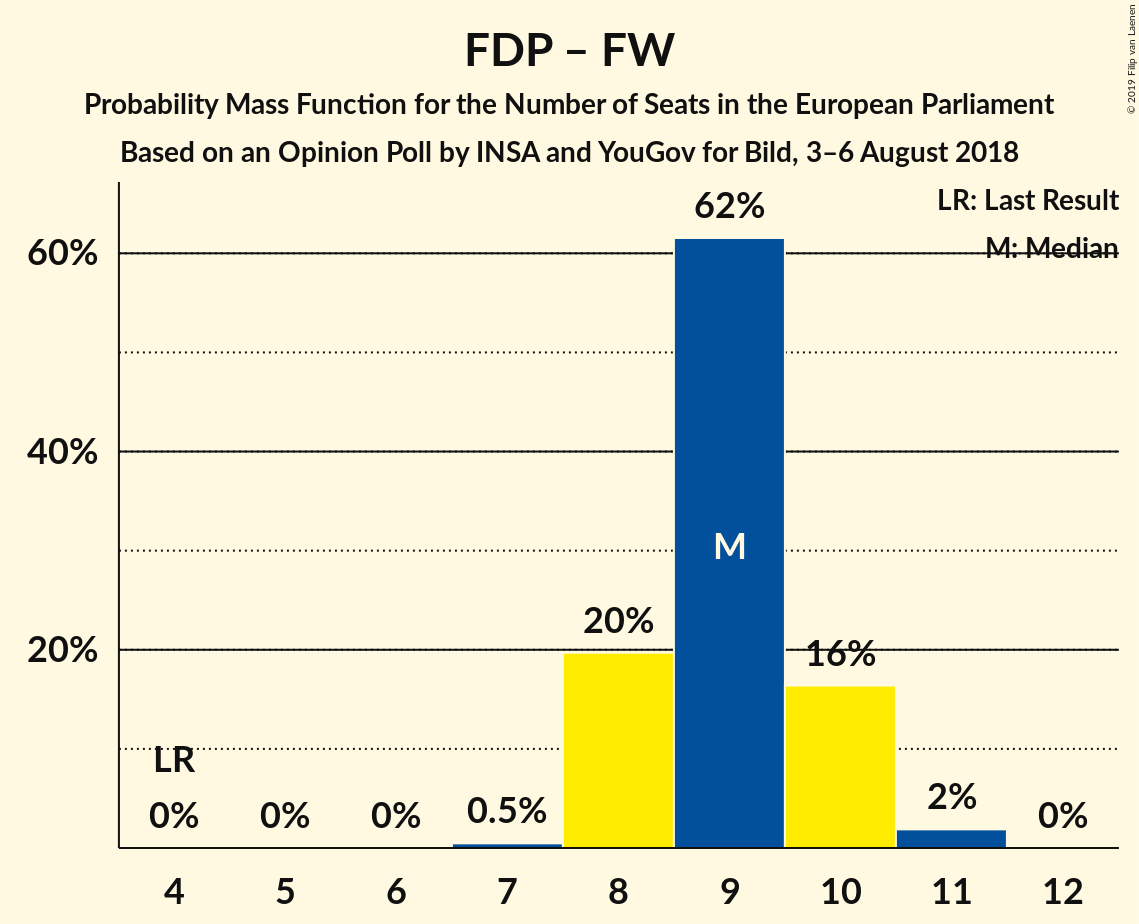 FDP – FW
Probability Mass Function for the Number of Seats in the European Parliament
Based on an Opinion Poll by INSA and YouGov for Bild, 3–6 August 2018
© 2019 Filip van Laenen
LR: Last Result
M: Median
62%
60%
40%
M
20%
20%
16%
LR
0%
0%
0%
0.5%
2%
0%
4
5
6
7
8
9
10
11
12